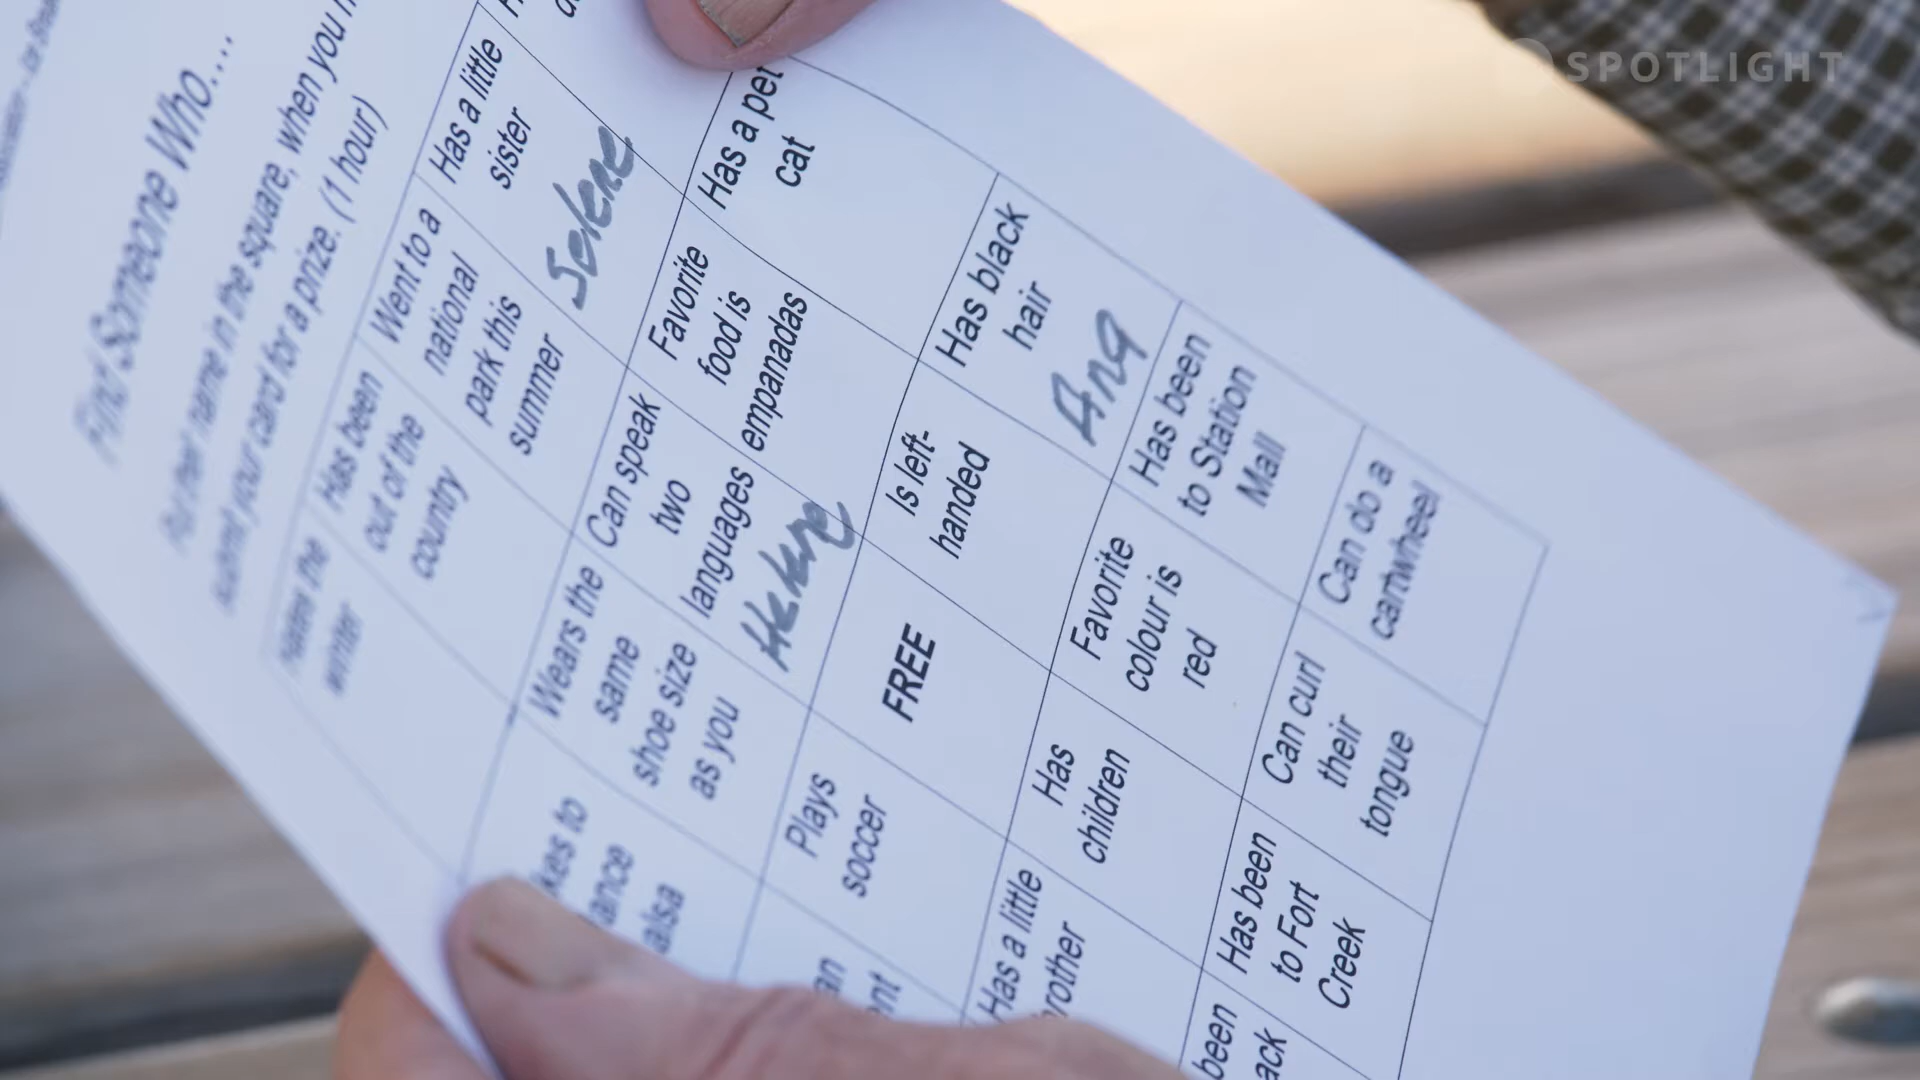 SPOTLIGHT
Find Someone Who....
name in the square, when you
submit your card for a prize. (1 hour)
winter
Has been
out of the
country
Went to a
national
park this
summer
Has a little
sister
Selene
Wears the
same
shoe size
as you
Can speak
two
languages
Helene
Favorite
food is
empanadas
Has a pet
cat
Plays
soccer
FREE
Is left-
handed
Has black
hair
Ana
Has a little
brother
Has
children
Favorite
colour is
red
Has been
to Station
Mall
been
Has been
to Fort
Creek
Can curl
their
tongue
Can do a
cartwheel